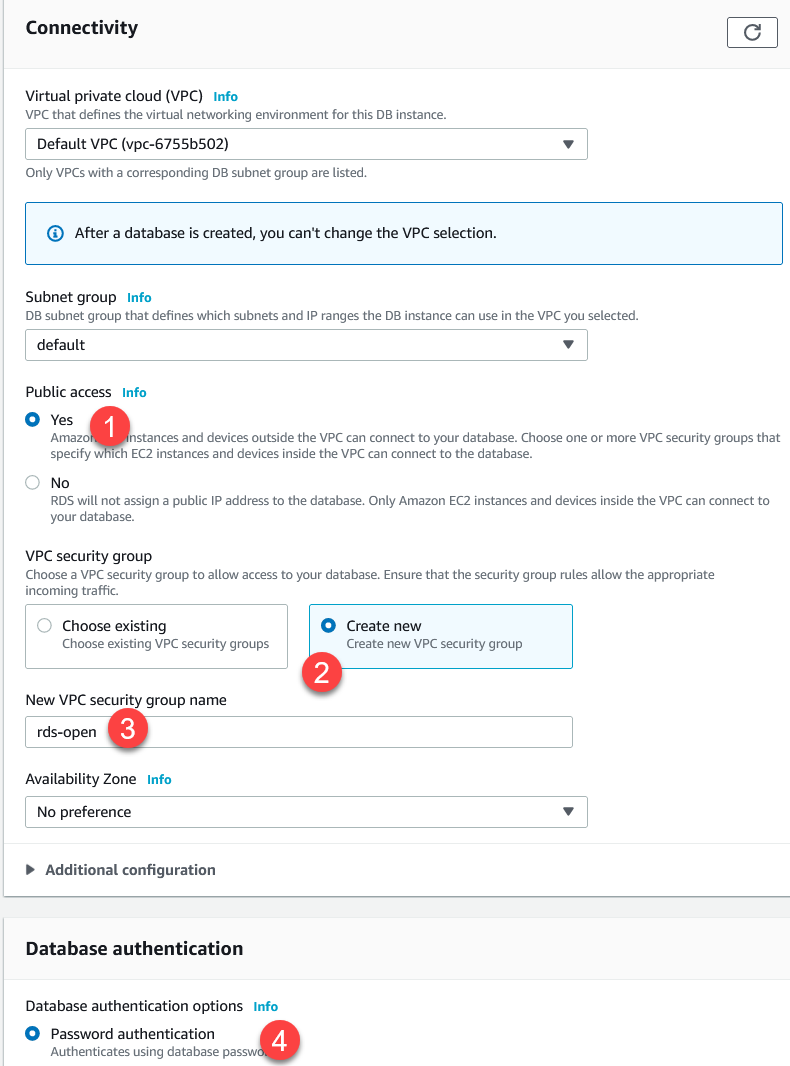 Connectivity
Virtual private cloud (VPC) Info
VPC that defines the virtual networking environment for this DB instance.
Default VPC (vpc-6755b502)
Only VPCs with a corresponding DB subnet group are listed.
After a database is created, you can't change the VPC selection.
Subnet group Info
DB subnet group that defines which subnets and IP ranges the DB instance can use in the VPC you selected.
default
Public access Info
Yes 1
Amazon instances and devices outside the VPC can connect to your database. Choose one or more VPC security groups that
specify which EC2 instances and devices inside the VPC can connect to the database.
No
RDS will not assign a public IP address to the database. Only Amazon EC2 instances and devices inside the VPC can connect to
your database.
VPC security group
Choose a VPC security group to allow access to your database. Ensure that the security group rules allow the appropriate
incoming traffic.
Choose existing
Choose existing VPC security groups
Create new
Create new VPC security group
2
New VPC security group name
rds-open 3
Availability Zone Info
No preference
Additional configuration
Database authentication
Database authentication options Info
Password authentication 4
Authenticates using database